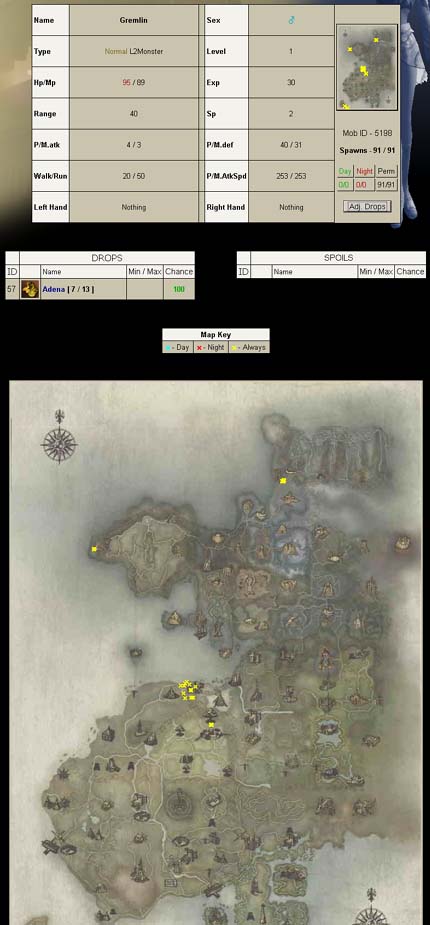 Name Gremlin Sex ♂
Type Normal L2Monster Level 1
Hp/Mp 95 / 89 Exp 30
Range 40 Sp 2
Mob ID - 5198
P/M.atk 4 / 3 P/M.def 40 / 31
Spawns - 91 / 91
Walk/Run 20 / 50 P/M.AtkSpd 253 / 253
Day Night Perm
0/0 0/0 91/91
Left Hand Nothing Right Hand Nothing
Adj. Drops
DROPS
ID Name Min / Max Chance
57 Adena [ 7 / 13 ] 100
SPOILS
ID Name Min / Max Chance
Map Key
x - Day x - Night x - Always